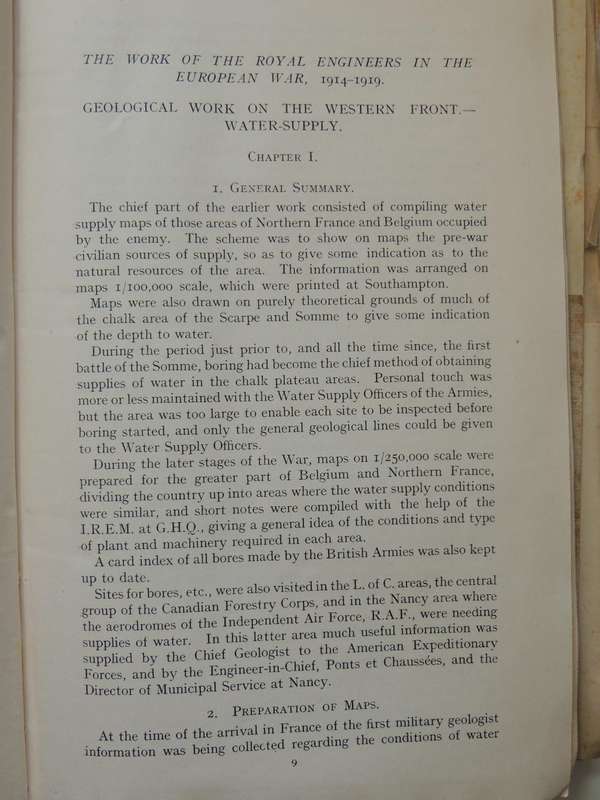 THE WORK OF THE ROYAL ENGINEERS IN THE
EUROPEAN WAR, 1914–1919.
GEOLOGICAL WORK ON THE WESTERN FRONT.—
WATER-SUPPLY.
CHAPTER I.
1. GENERAL SUMMARY.
The chief part of the earlier work consisted of compiling water
supply maps of those areas of Northern France and Belgium occupied
by the enemy. The scheme was to show on maps the pre-war
civilian sources of supply, so as to give some indication as to the
natural resources of the area. The information was arranged on
maps 1/100,000 scale, which were printed at Southampton.
Maps were also drawn on purely theoretical grounds of much of
the chalk area of the Scarpe and Somme to give some indication
of the depth to water.
During the period just prior to, and all the time since, the first
battle of the Somme, boring had become the chief method of obtaining
supplies of water in the chalk plateau areas. Personal touch was
more or less maintained with the Water Supply Officers of the Armies,
but the area was too large to enable each site to be inspected before
boring started, and only the general geological lines could be given
to the Water Supply Officers.
During the later stages of the War, maps on 1/250,000 scale were
prepared for the greater part of Belgium and Northern France,
dividing the country up into areas where the water supply conditions
were similar, and short notes were compiled with the help of the
I.R.E.M. at G.H.Q., giving a general idea of the conditions and type
of plant and machinery required in each area.
A card index of all bores made by the British Armies was also kept
up to date.
Sites for bores, etc., were also visited in the L. of C. areas, the central
group of the Canadian Forestry Corps, and in the Nancy area where
the aerodromes of the Independent Air Force, R.A.F., were needing
supplies of water. In this latter area much useful information was
supplied by the Chief Geologist to the American Expeditionary
Forces, and by the Engineer-in-Chief, Ponts et Chaussées, and the
Director of Municipal Service at Nancy.
2. PREPARATION OF MAPS.
At the time of the arrival in France of the first military geologist
information was being collected regarding the conditions of water
9